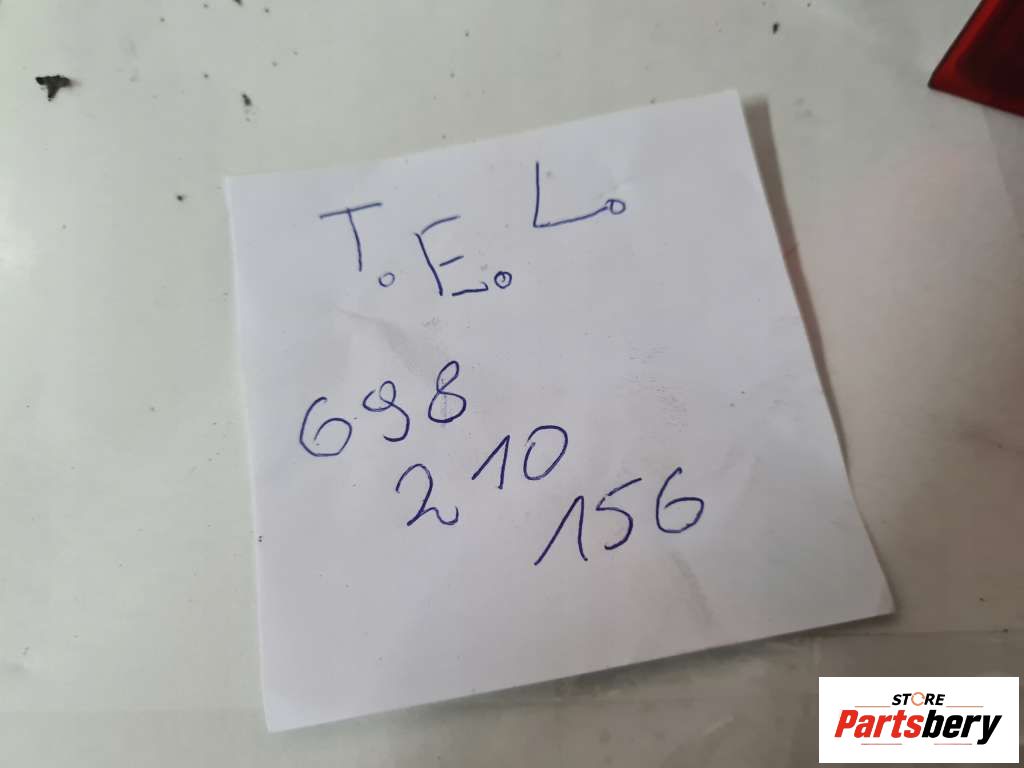 T. E. L.
698
210
156
STORE
Partsbery